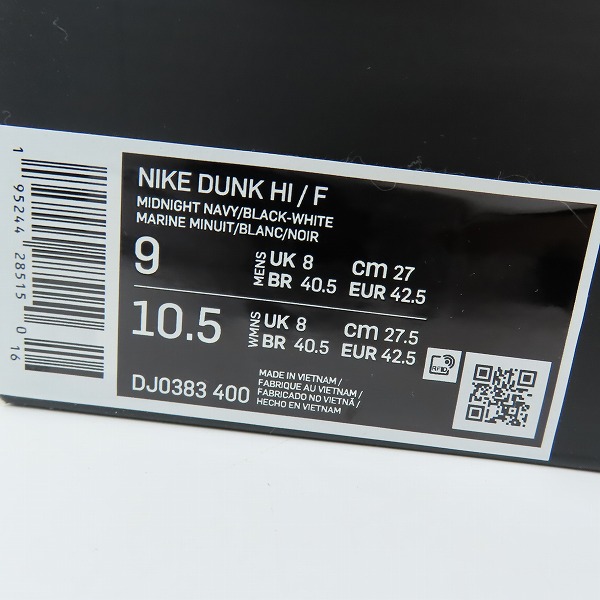 1 95244 28515 0 16
NIKE DUNK HI / F
MIDNIGHT NAVY/BLACK-WHITE
MARINE MINUIT/BLANC/NOIR
9 MENS UK 8 cm 27
BR 40.5 EUR 42.5
10.5 WMNS UK 8 cm 27.5
BR 40.5 EUR 42.5
DJ0383 400
MADE IN VIETNAM /
FABRIQUE AU VIETNAM /
FABRICADO NO VIETNÃ /
HECHO EN VIETNAM
RFID